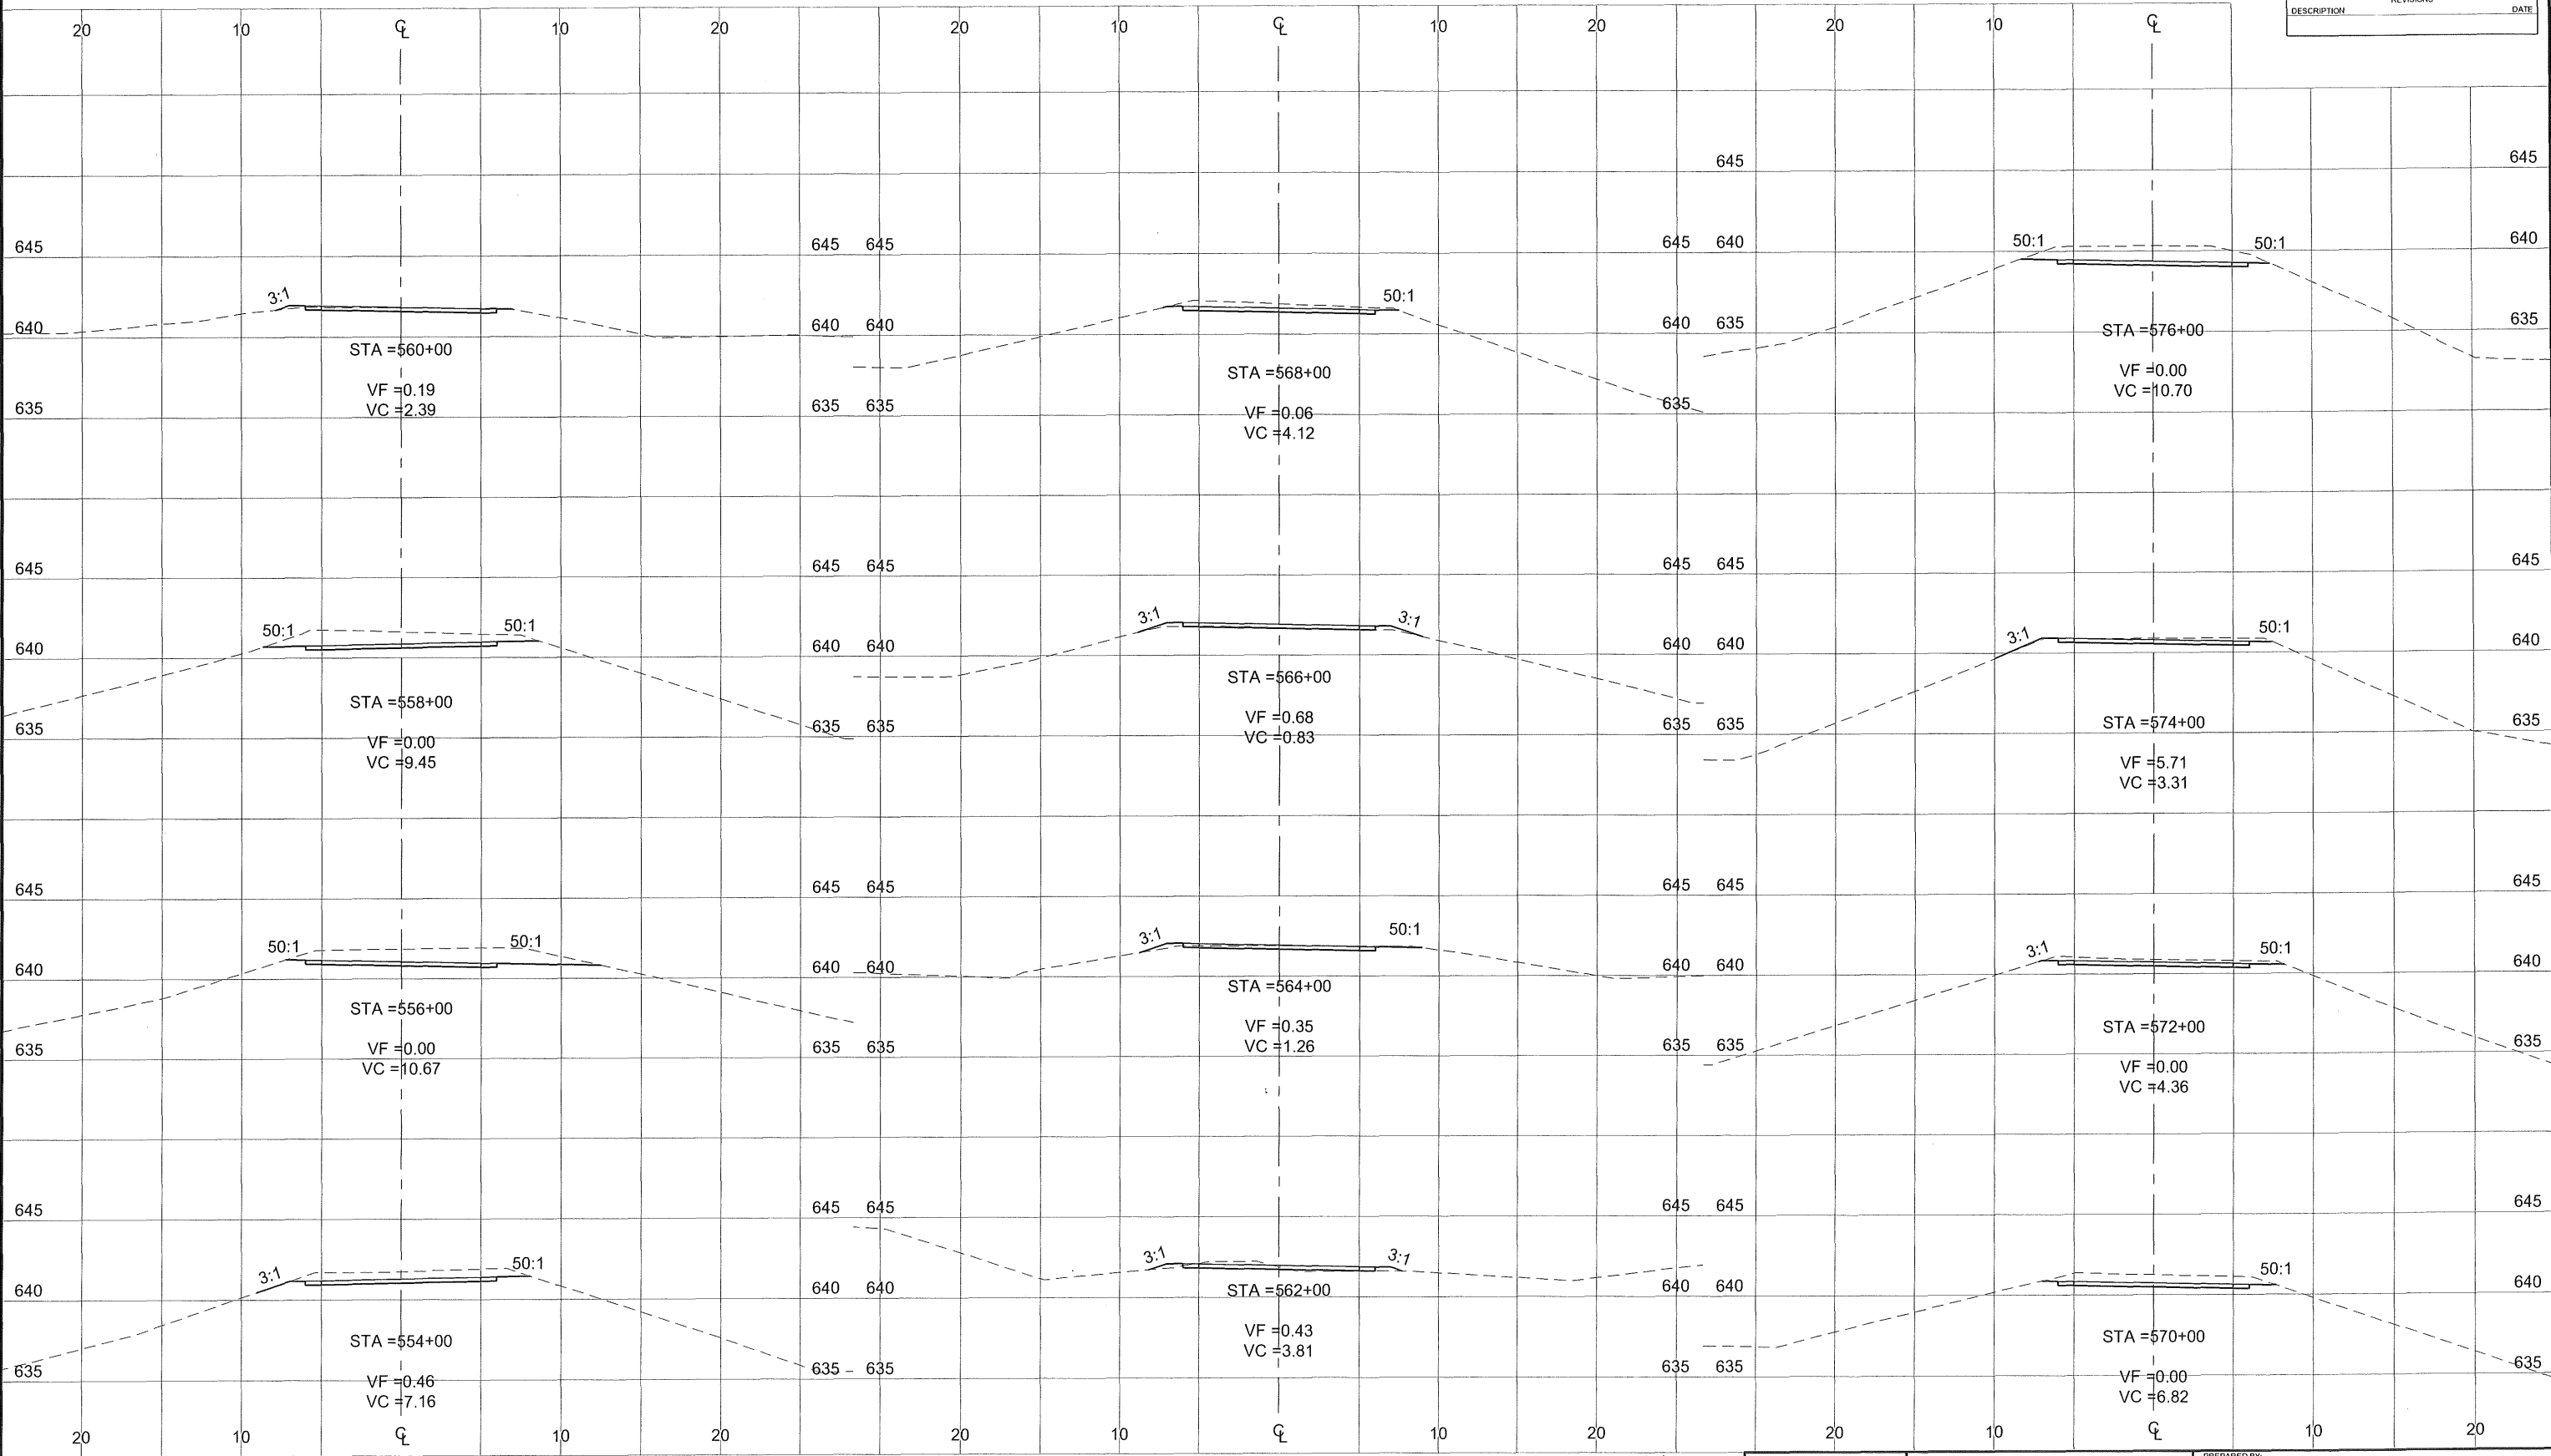 20 10 ℄ 10 20 20 10 ℄ 10 20 20 10 ℄
DESCRIPTION DATE
645 645
645 645 645 645 640 50:1 50:1 640
3:1 50:1
640 640 640 640 635 635
STA =560+00 STA =568+00 STA =576+00
VF =0.19 VF =0.06 VF =0.00
VC =2.39 VC =4.12 VC =10.70
635 635 635 635
645 645 645 645 645 645
50:1 50:1 3:1 3:1 3:1 50:1
640 640 640 640 640 640
STA =558+00 STA =566+00 STA =574+00
635 635 635 635 635 635
VF =0.00 VF =0.68 VF =5.71
VC =9.45 VC =0.83 VC =3.31
645 645 645 645 645 645
50:1 50:1 3:1 50:1 3:1 50:1
640 640 640 640 640 640
STA =556+00 STA =564+00 STA =572+00
635 635 635 635 635 635
VF =0.00 VF =0.35 VF =0.00
VC =10.67 VC =1.26 VC =4.36
645 645 645 645 645 645
3:1 50:1 3:1 3:1 50:1
640 640 640 640 640 640
STA =554+00 STA =562+00 STA =570+00
635 635 635 635 635 635
VF =0.46 VF =0.43 VF =0.00
VC =7.16 VC =3.81 VC =6.82
20 10 ℄ 10 20 20 10 ℄ 10 20 20 10 ℄ 10 20